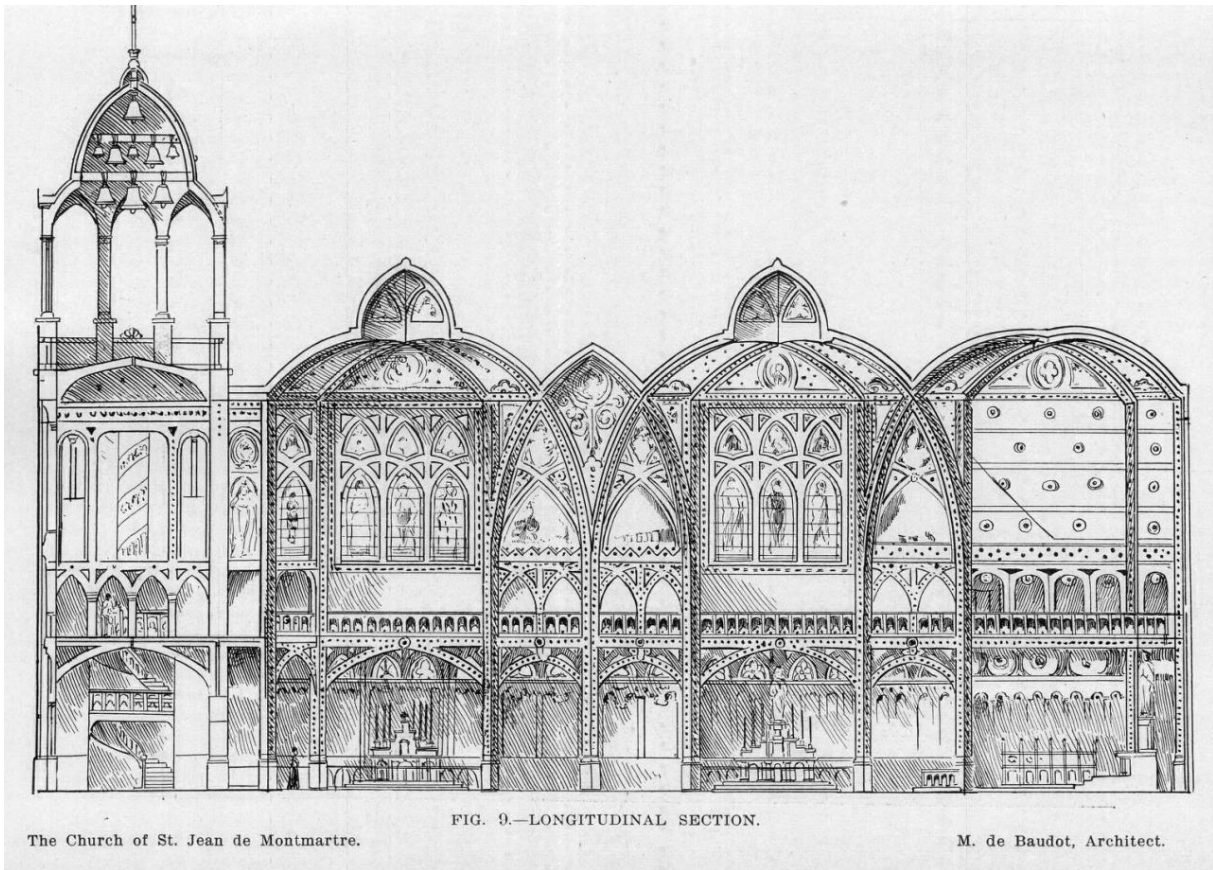 FIG. 9.—LONGITUDINAL SECTION.
The Church of St. Jean de Montmartre.
M. de Baudot, Architect.